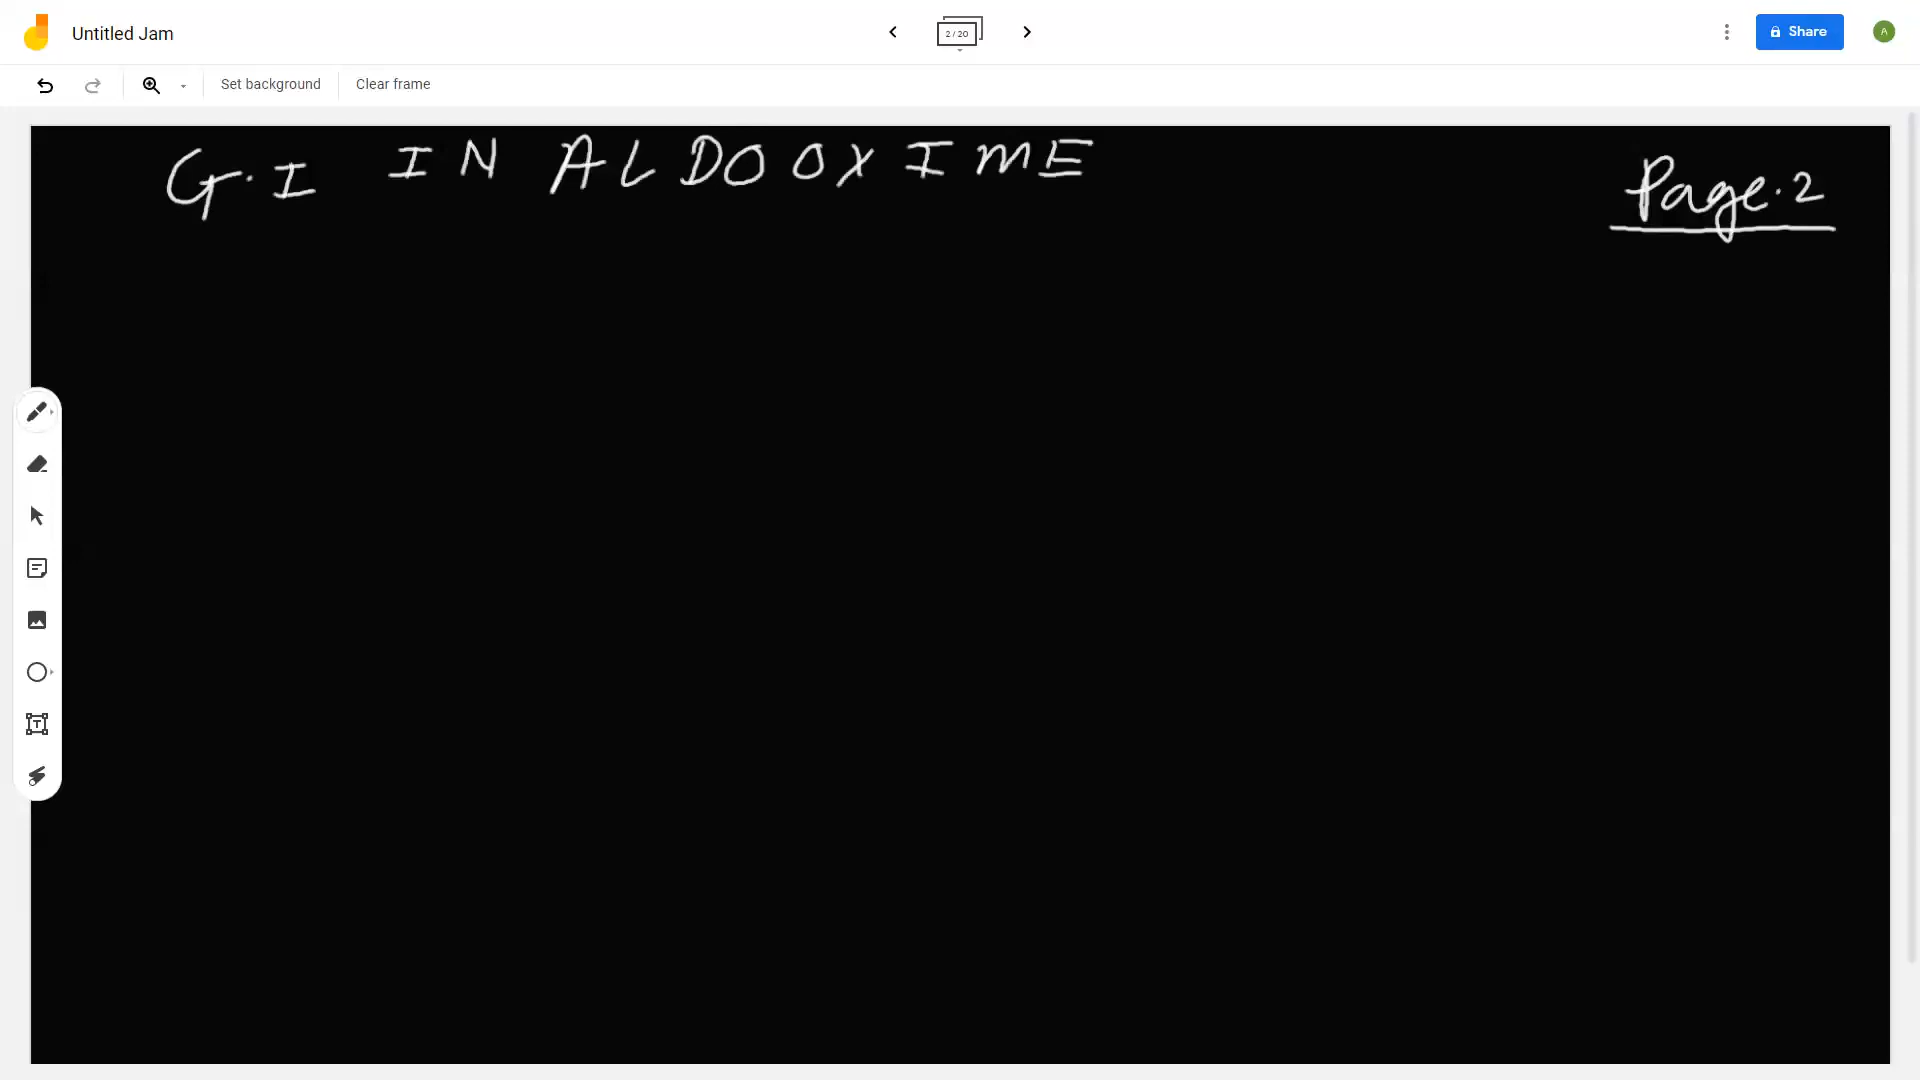 Untitled Jam
2 / 20
Share
A
Set background
Clear frame
G.I IN ALDOOXIME
Page.2